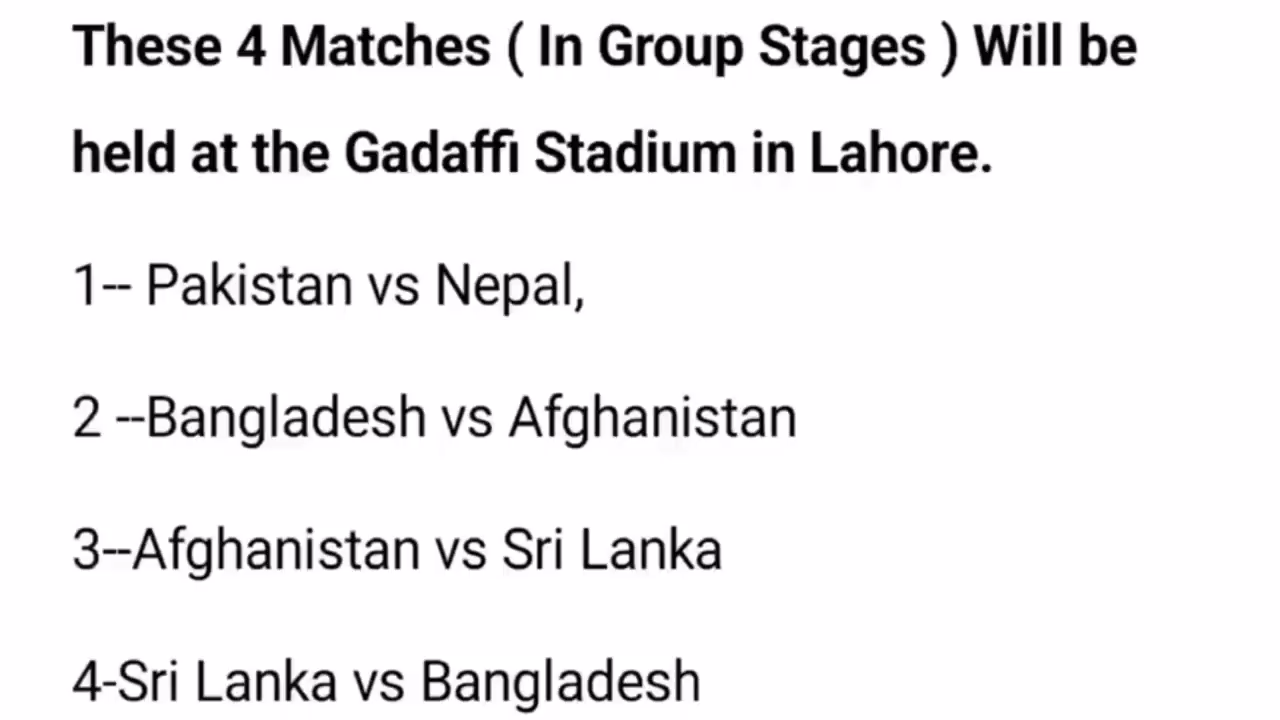 These 4 Matches ( In Group Stages ) Will be
held at the Gadaffi Stadium in Lahore.
1-- Pakistan vs Nepal,
2 --Bangladesh vs Afghanistan
3--Afghanistan vs Sri Lanka
4-Sri Lanka vs Bangladesh